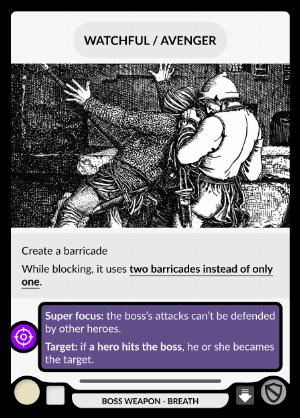 WATCHFUL / AVENGER
Create a barricade
While blocking, it uses two barricades instead of only
one.
Super focus: the boss's attacks can't be defended
by other heroes.
Target: if a hero hits the boss, he or she becames
the target.
BOSS WEAPON - BREATH